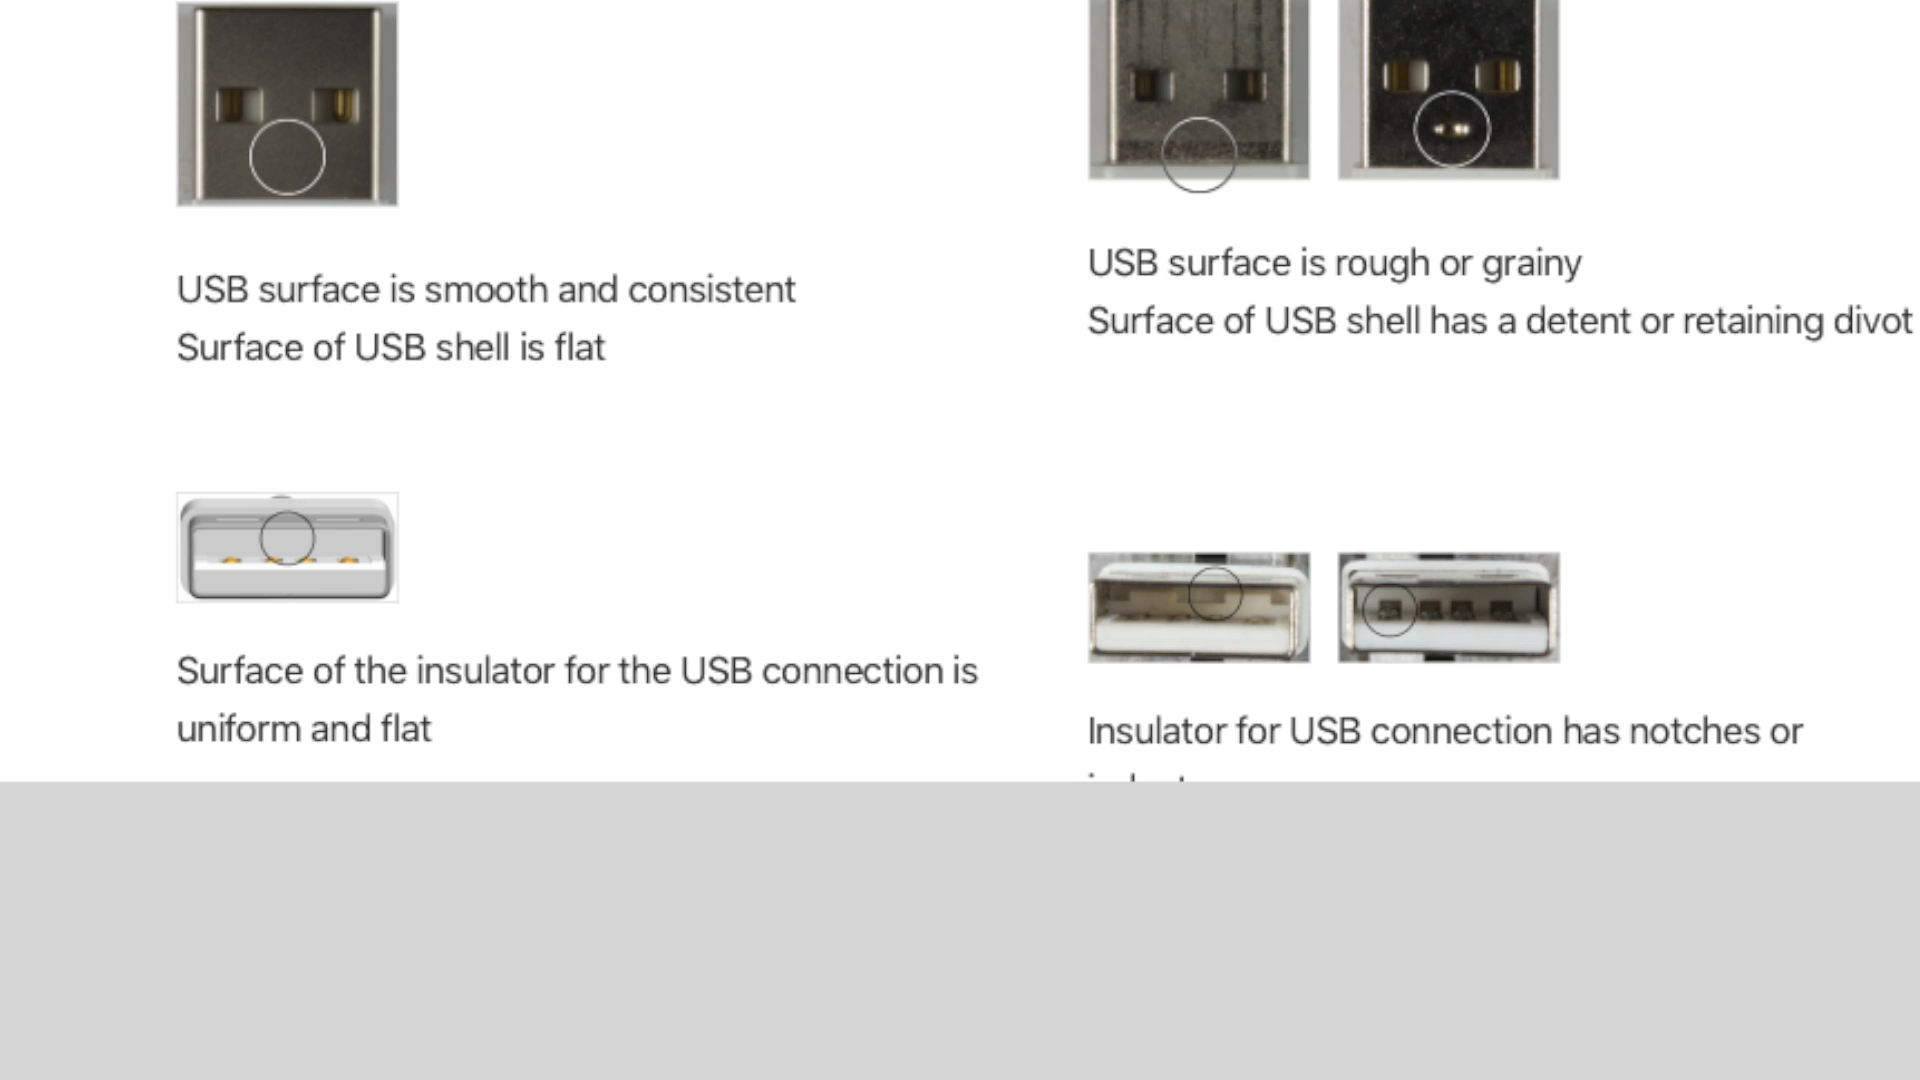 USB surface is smooth and consistent
Surface of USB shell is flat
USB surface is rough or grainy
Surface of USB shell has a detent or retaining divot
Surface of the insulator for the USB connection is
uniform and flat
Insulator for USB connection has notches or